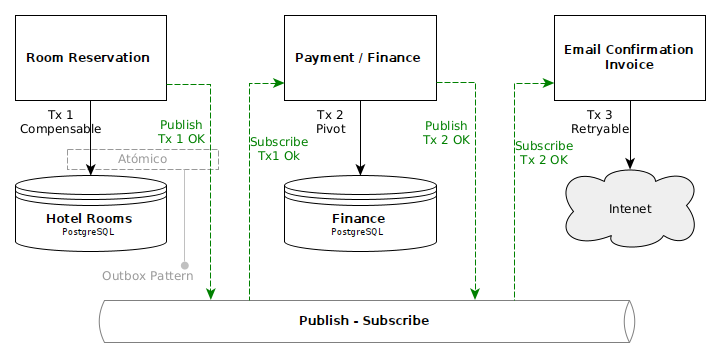 Room Reservation
Payment / Finance
Email Confirmation
Invoice
Tx 1
Compensable
Publish
Tx 1 OK
Subscribe
Tx1 Ok
Tx 2
Pivot
Publish
Tx 2 OK
Subscribe
Tx 2 OK
Tx 3
Retryable
Atómico
Hotel Rooms
PostgreSQL
Finance
PostgreSQL
Intenet
Outbox Pattern
Publish - Subscribe